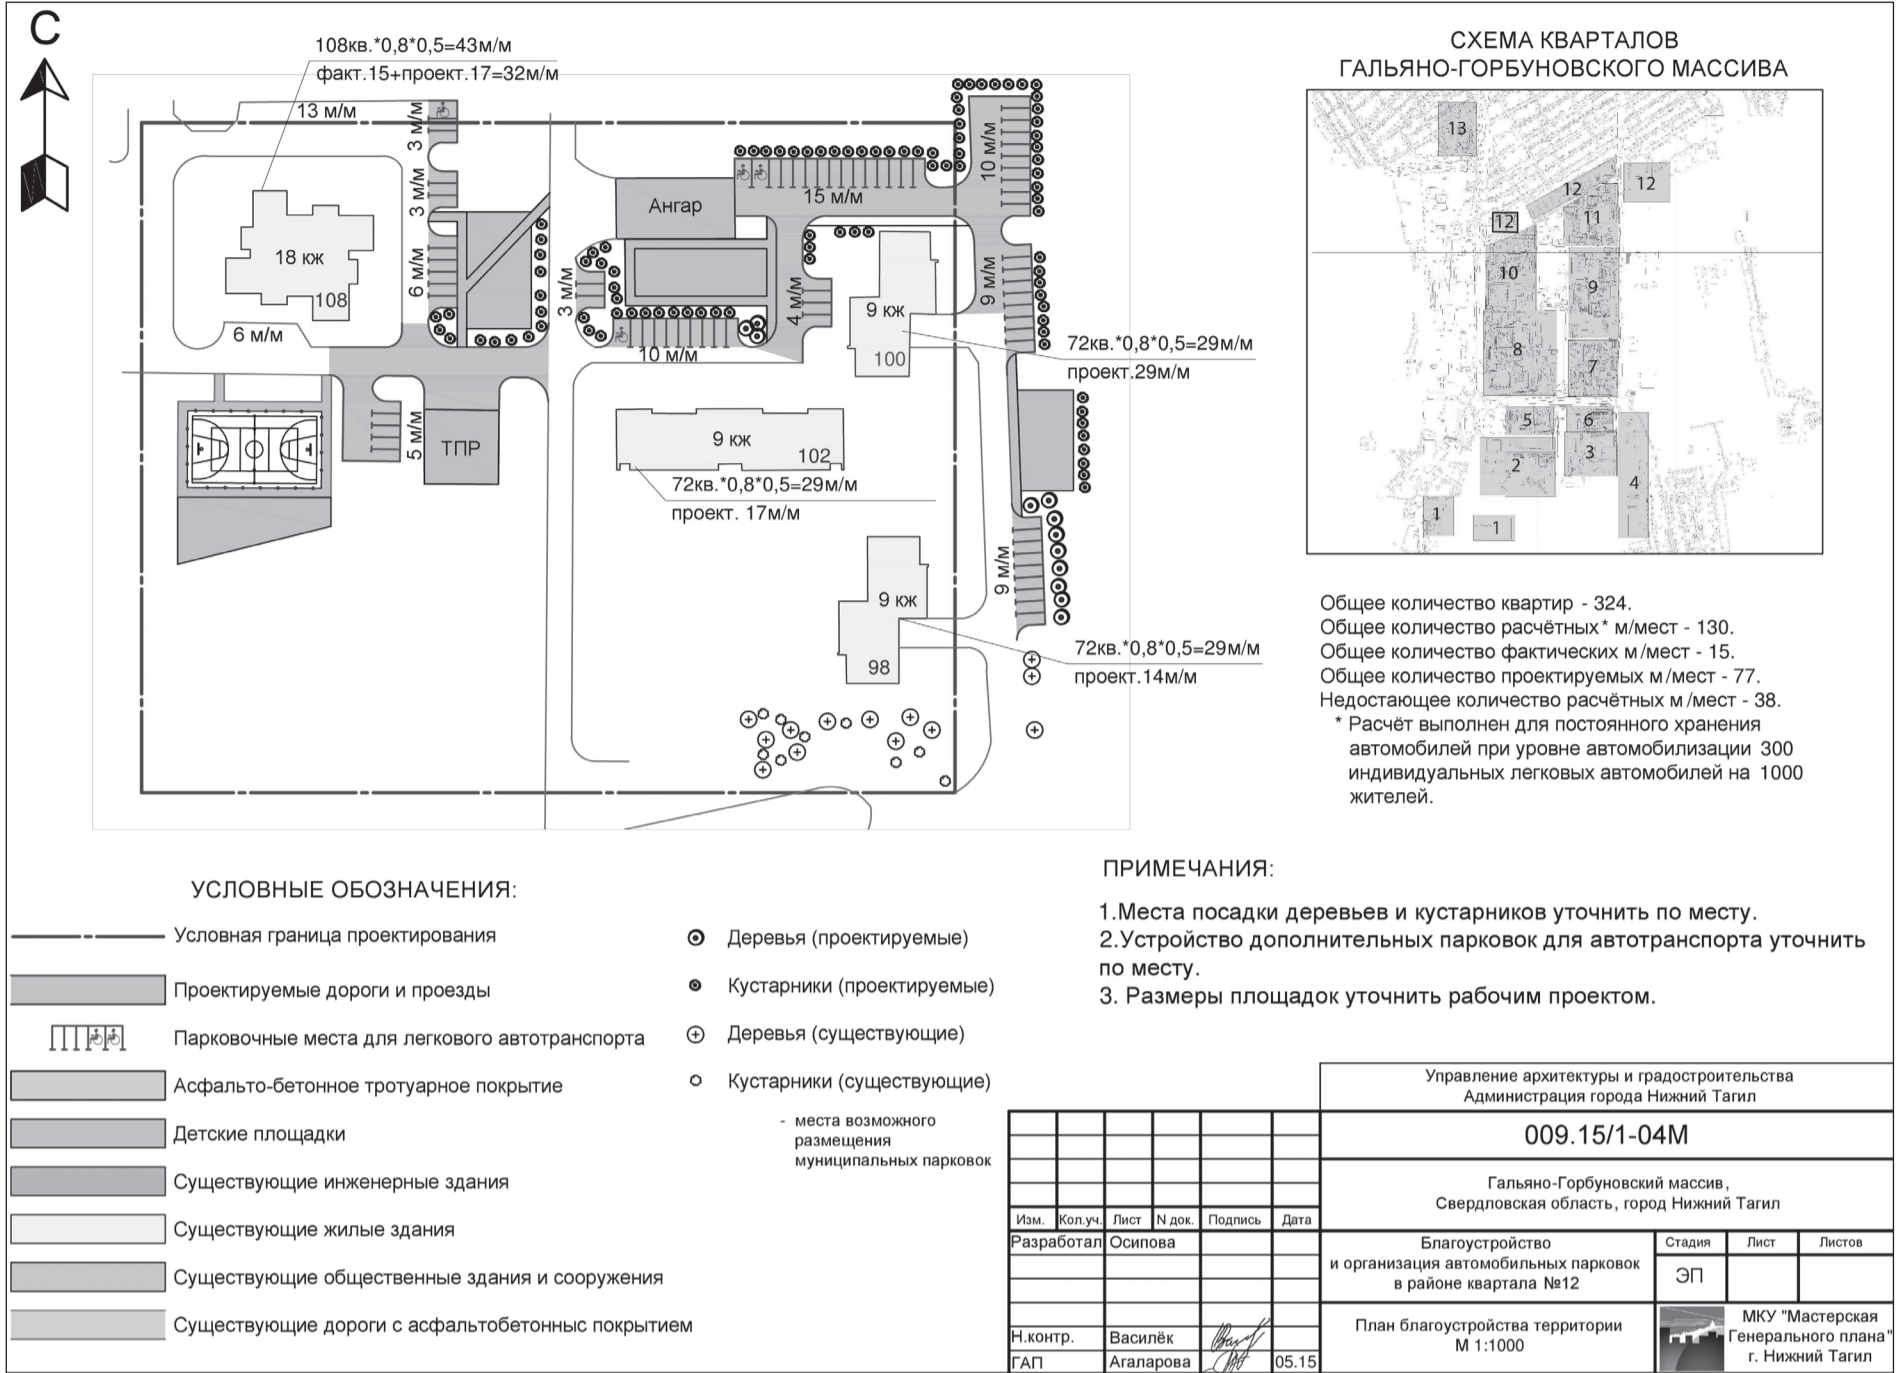 С
108кв.*0,8*0,5=43м/м
факт.15+проект.17=32м/м
13 м/м
3 м/м
3 м/м
6 м/м
18 кж
108
6 м/м
5 м/м
ТПР
Ангар
15 м/м
10 м/м
3 м/м
4 м/м
10 м/м
9 м/м
9 кж
100
72кв.*0,8*0,5=29м/м
проект.29м/м
9 кж
102
72кв.*0,8*0,5=29м/м
проект. 17м/м
9 м/м
9 кж
98
72кв.*0,8*0,5=29м/м
проект.14м/м
СХЕМА КВАРТАЛОВ
ГАЛЬЯНО-ГОРБУНОВСКОГО МАССИВА
13
12
12
12
11
10
9
8
7
5
6
2
3
4
1
1
Общее количество квартир - 324.
Общее количество расчётных* м/мест - 130.
Общее количество фактических м/мест - 15.
Общее количество проектируемых м/мест - 77.
Недостающее количество расчётных м/мест - 38.
* Расчёт выполнен для постоянного хранения
автомобилей при уровне автомобилизации 300
индивидуальных легковых автомобилей на 1000
жителей.
УСЛОВНЫЕ ОБОЗНАЧЕНИЯ:
Условная граница проектирования
Проектируемые дороги и проезды
Парковочные места для легкового автотранспорта
Асфальто-бетонное тротуарное покрытие
Детские площадки
Существующие инженерные здания
Существующие жилые здания
Существующие общественные здания и сооружения
Существующие дороги с асфальтобетонныс покрытием
Деревья (проектируемые)
Кустарники (проектируемые)
Деревья (существующие)
Кустарники (существующие)
- места возможного
размещения
муниципальных парковок
ПРИМЕЧАНИЯ:
1.Места посадки деревьев и кустарников уточнить по месту.
2.Устройство дополнительных парковок для автотранспорта уточнить
по месту.
3. Размеры площадок уточнить рабочим проектом.
Управление архитектуры и градостроительства
Администрация города Нижний Тагил
009.15/1-04М
Гальяно-Горбуновский массив,
Свердловская область, город Нижний Тагил
Изм. Кол.уч. Лист N док. Подпись Дата
Разработал Осипова
Благоустройство
и организация автомобильных парковок
в районе квартала №12
Стадия Лист Листов
ЭП
Н.контр. Василёк
ГАП Агаларова 05.15
План благоустройства территории
М 1:1000
МКУ "Мастерская
Генерального плана"
г. Нижний Тагил